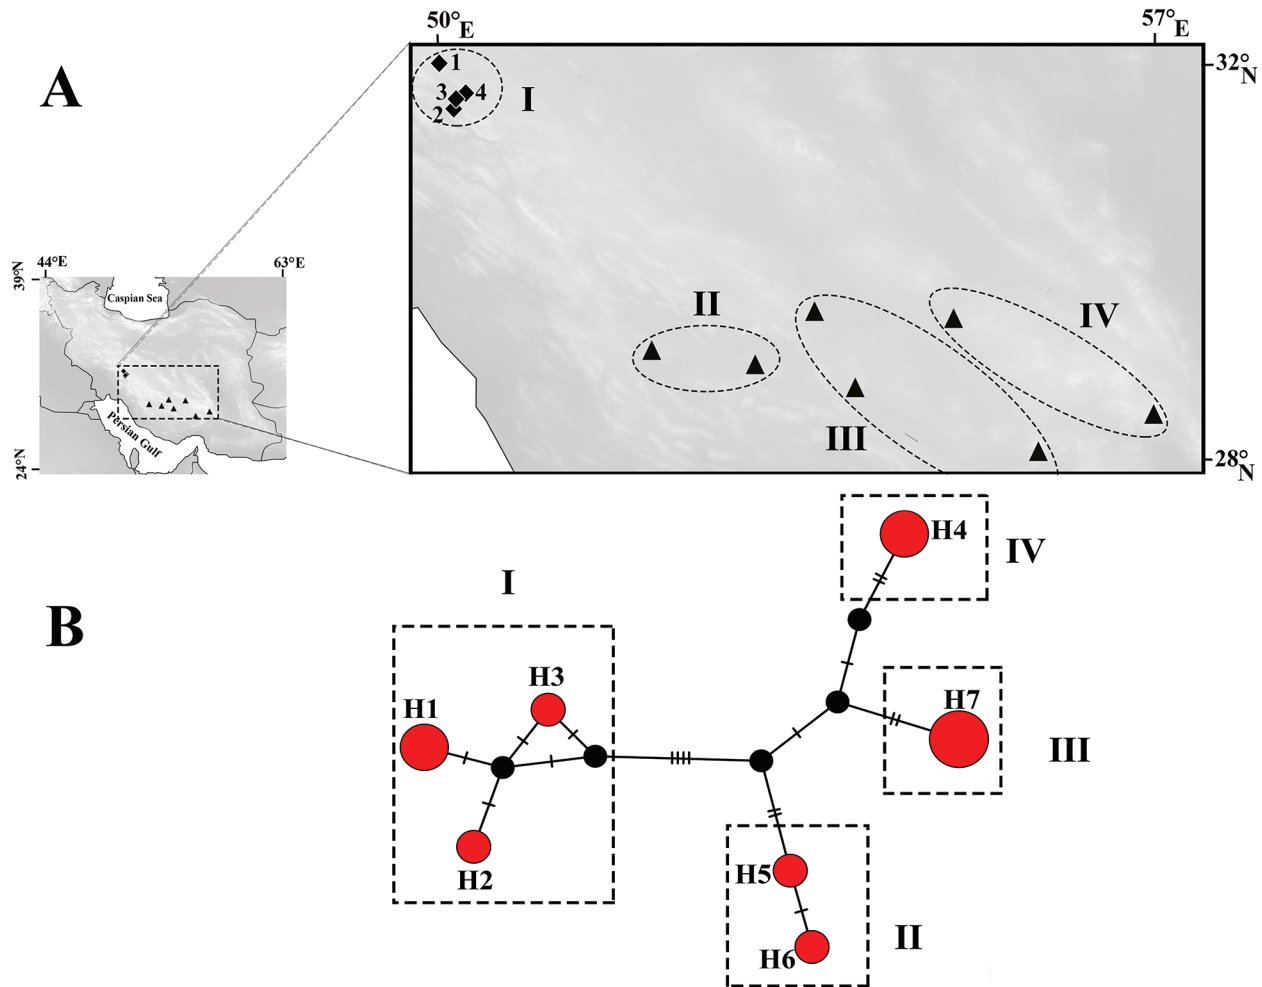 50°E
57°E
A
32°N
1
3
4
2
I
44°E
63°E
39°N
Caspian Sea
II
IV
III
Persian Gulf
24°N
28°N
H4
IV
I
B
H3
H7
H1
III
H2
H5
II
H6